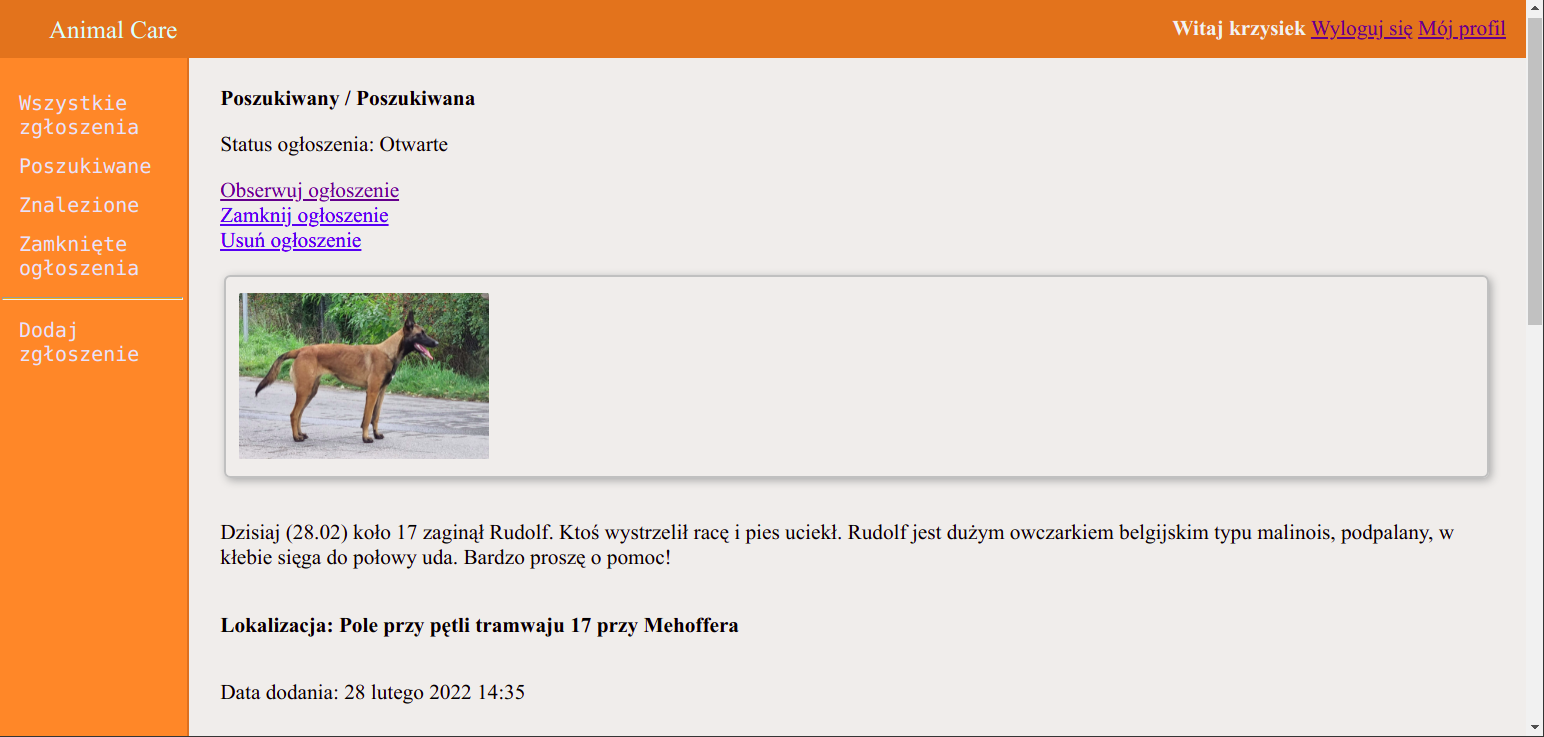 Animal Care
Witaj krzysiek Wyloguj się Mój profil
Wszystkie
zgłoszenia
Poszukiwane
Znalezione
Zamknięte
ogłoszenia
Dodaj
zgłoszenie
Poszukiwany / Poszukiwana
Status ogłoszenia: Otwarte
Obserwuj ogłoszenie
Zamknij ogłoszenie
Usuń ogłoszenie
Dzisiaj (28.02) koło 17 zaginął Rudolf. Ktoś wystrzelił racę i pies uciekł. Rudolf jest dużym owczarkiem belgijskim typu malinois, podpalany, w
kłebie sięga do połowy uda. Bardzo proszę o pomoc!
Lokalizacja: Pole przy pętli tramwaju 17 przy Mehoffera
Data dodania: 28 lutego 2022 14:35